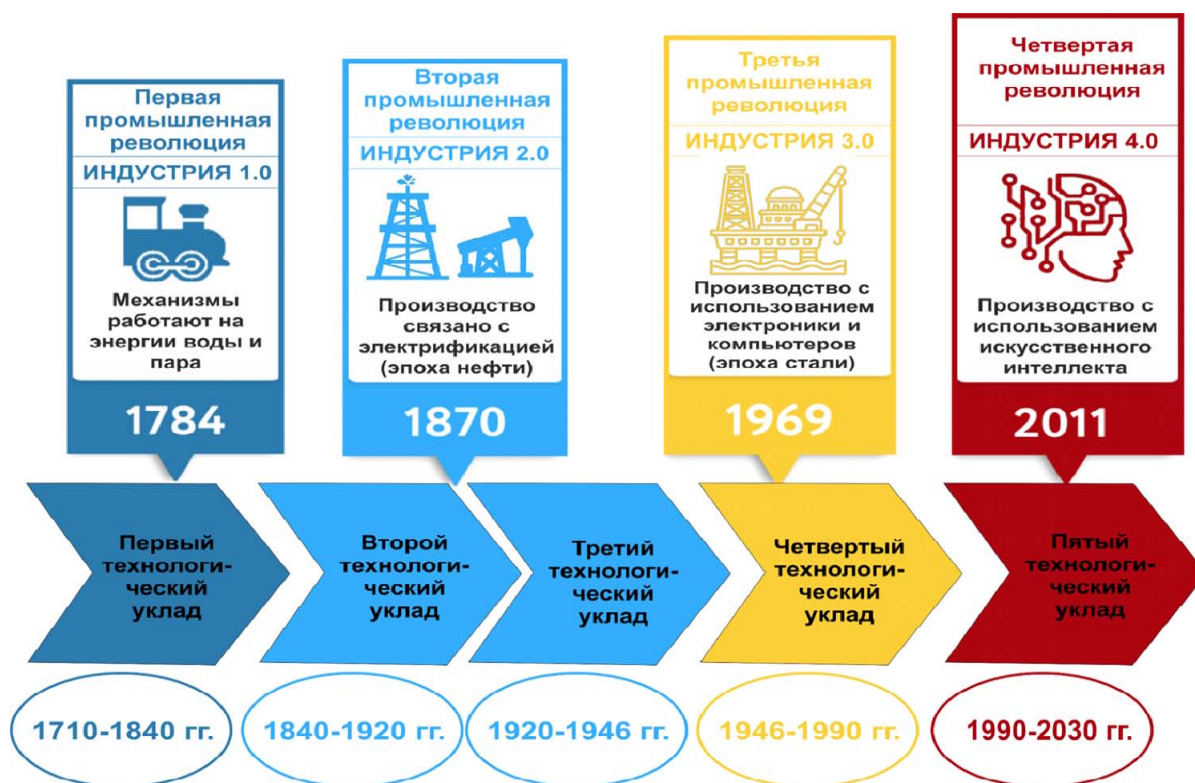 Первая
промышленная
революция
ИНДУСТРИЯ 1.0
Механизмы
работают на
энергии воды и
пара
1784
Вторая
промышленная
революция
ИНДУСТРИЯ 2.0
Производство
связано с
электрификацией
(эпоха нефти)
1870
Третья
промышленная
революция
ИНДУСТРИЯ 3.0
Производство с
использованием
электроники и
компьютеров
(эпоха стали)
1969
Четвертая
промышленная
революция
ИНДУСТРИЯ 4.0
Производство с
использованием
искусственного
интеллекта
2011
Первый
технологи-
ческий
уклад
Второй
технологи-
ческий
уклад
Третий
технологи-
ческий
уклад
Четвертый
технологи-
ческий
уклад
Пятый
технологи-
ческий
уклад
1710-1840 гг.
1840-1920 гг.
1920-1946 гг.
1946-1990 гг.
1990-2030 гг.